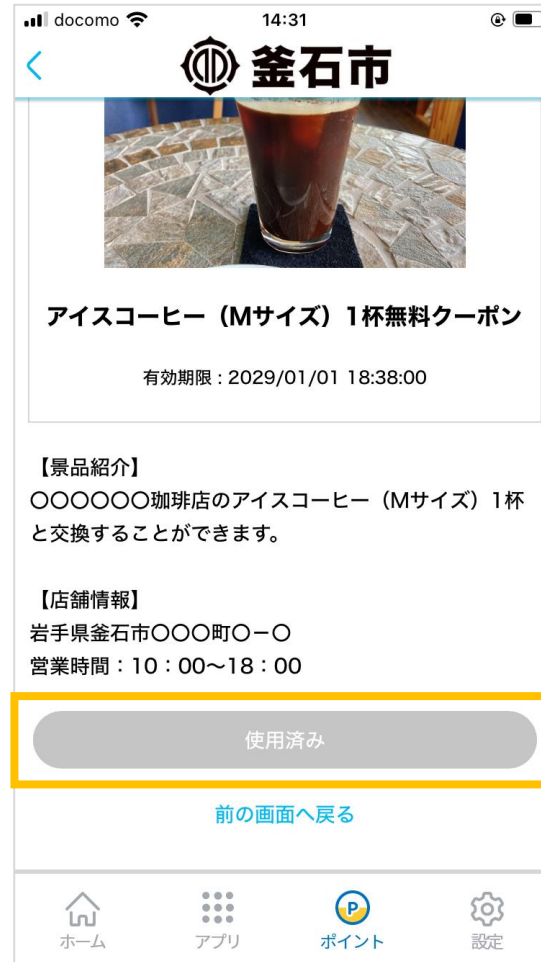 docomo 14:31
釜石市
アイスコーヒー（Mサイズ）1杯無料クーポン
有効期限 : 2029/01/01 18:38:00
【景品紹介】
〇〇〇〇〇〇珈琲店のアイスコーヒー（Mサイズ）1杯
と交換することができます。
【店舗情報】
岩手県釜石市〇〇〇町〇ー〇
営業時間：10：00〜18：00
使用済み
前の画面へ戻る
P
ホーム アプリ ポイント 設定